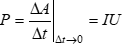 P = ΔA/Δt |Δt→0 = IU